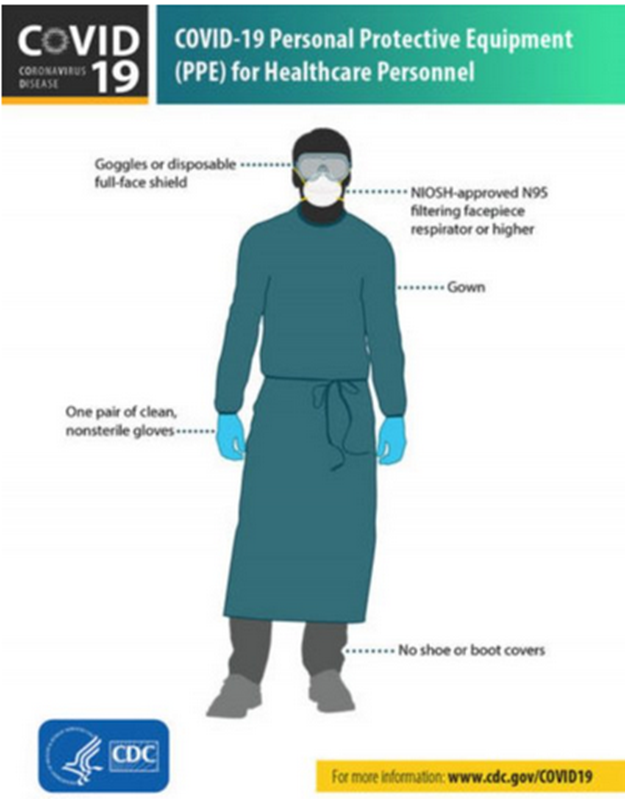 COVID
CORONAVIRUS
DISEASE
19
COVID-19 Personal Protective Equipment
(PPE) for Healthcare Personnel
Goggles or disposable
full-face shield
NIOSH-approved N95
filtering facepiece
respirator or higher
Gown
One pair of clean,
nonsterile gloves
No shoe or boot covers
CDC
For more information: www.cdc.gov/COVID19